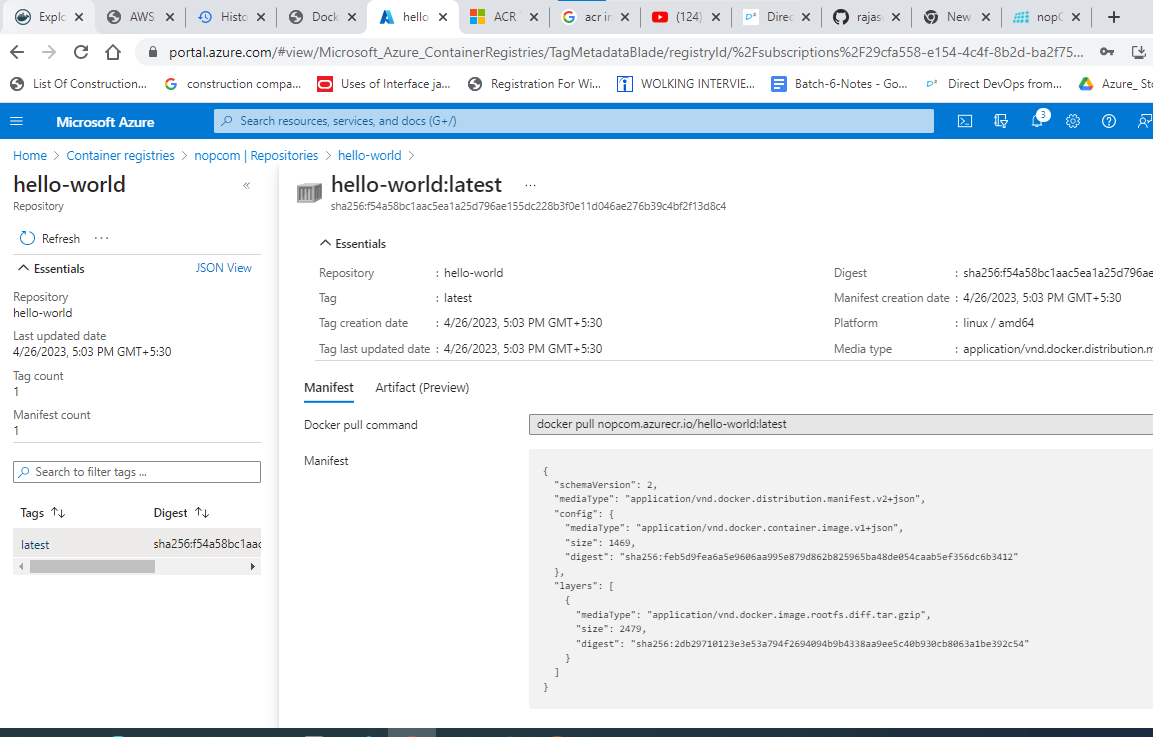 Explo
AWS
Histo
Dock
hello
ACR
acr in
(124)
Direc
rajas
New
nopC
portal.azure.com/#view/Microsoft_Azure_ContainerRegistries/TagMetadataBlade/registryId/%2Fsubscriptions%2F29cfa558-e154-4c4f-8b2d-ba2f75...
List Of Construction...
construction compa...
Uses of Interface ja...
Registration For Wi...
WOLKING INTERVIE...
Batch-6-Notes - Go...
Direct DevOps from...
Azure_ Sto
Microsoft Azure
Search resources, services, and docs (G+/)
3
Home > Container registries > nopcom | Repositories > hello-world >
hello-world
Repository
Refresh ...
Essentials
JSON View
Repository
hello-world
Last updated date
4/26/2023, 5:03 PM GMT+5:30
Tag count
1
Manifest count
1
Search to filter tags ...
Tags ↑↓ Digest ↑↓
latest sha256:f54a58bc1aac
hello-world:latest ...
sha256:f54a58bc1aac5ea1a25d796ae155dc228b3f0e11d046ae276b39c4bf2f13d8c4
Essentials
Repository : hello-world
Tag : latest
Tag creation date : 4/26/2023, 5:03 PM GMT+5:30
Tag last updated date : 4/26/2023, 5:03 PM GMT+5:30
Digest : sha256:f54a58bc1aac5ea1a25d796ae
Manifest creation date : 4/26/2023, 5:03 PM GMT+5:30
Platform : linux / amd64
Media type : application/vnd.docker.distribution.m
Manifest Artifact (Preview)
Docker pull command
docker pull nopcom.azurecr.io/hello-world:latest
Manifest
{
"schemaVersion": 2,
"mediaType": "application/vnd.docker.distribution.manifest.v2+json",
"config": {
"mediaType": "application/vnd.docker.container.image.v1+json",
"size": 1469,
"digest": "sha256:feb5d9fea6a5e9606aa995e879d862b825965ba48de054caab5ef356dc6b3412"
},
"layers": [
{
"mediaType": "application/vnd.docker.image.rootfs.diff.tar.gzip",
"size": 2479,
"digest": "sha256:2db29710123e3e53a794f2694094b9b4338aa9ee5c40b930cb8063a1be392c54"
}
]
}